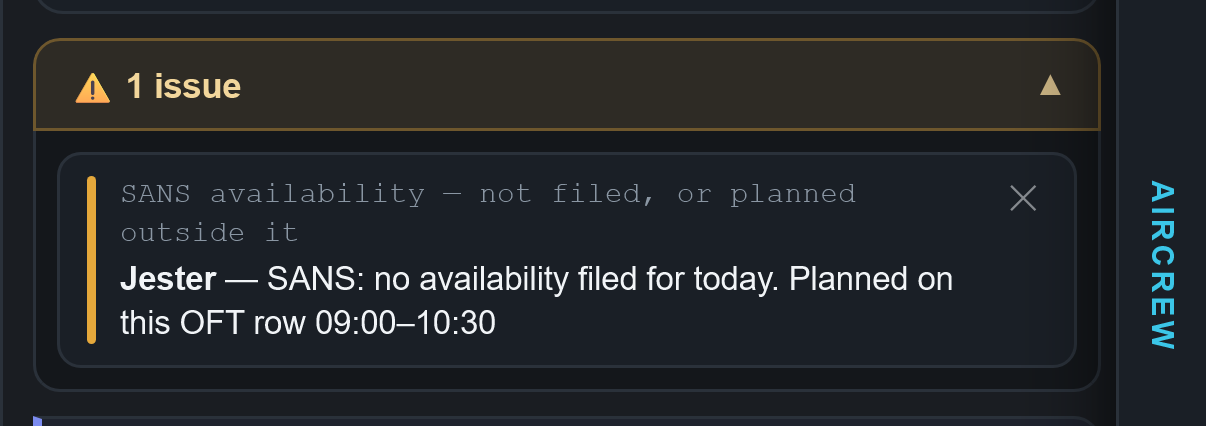 1 issue
SANS availability — not filed, or planned
outside it
Jester — SANS: no availability filed for today. Planned on
this OFT row 09:00–10:30
AIRCREW